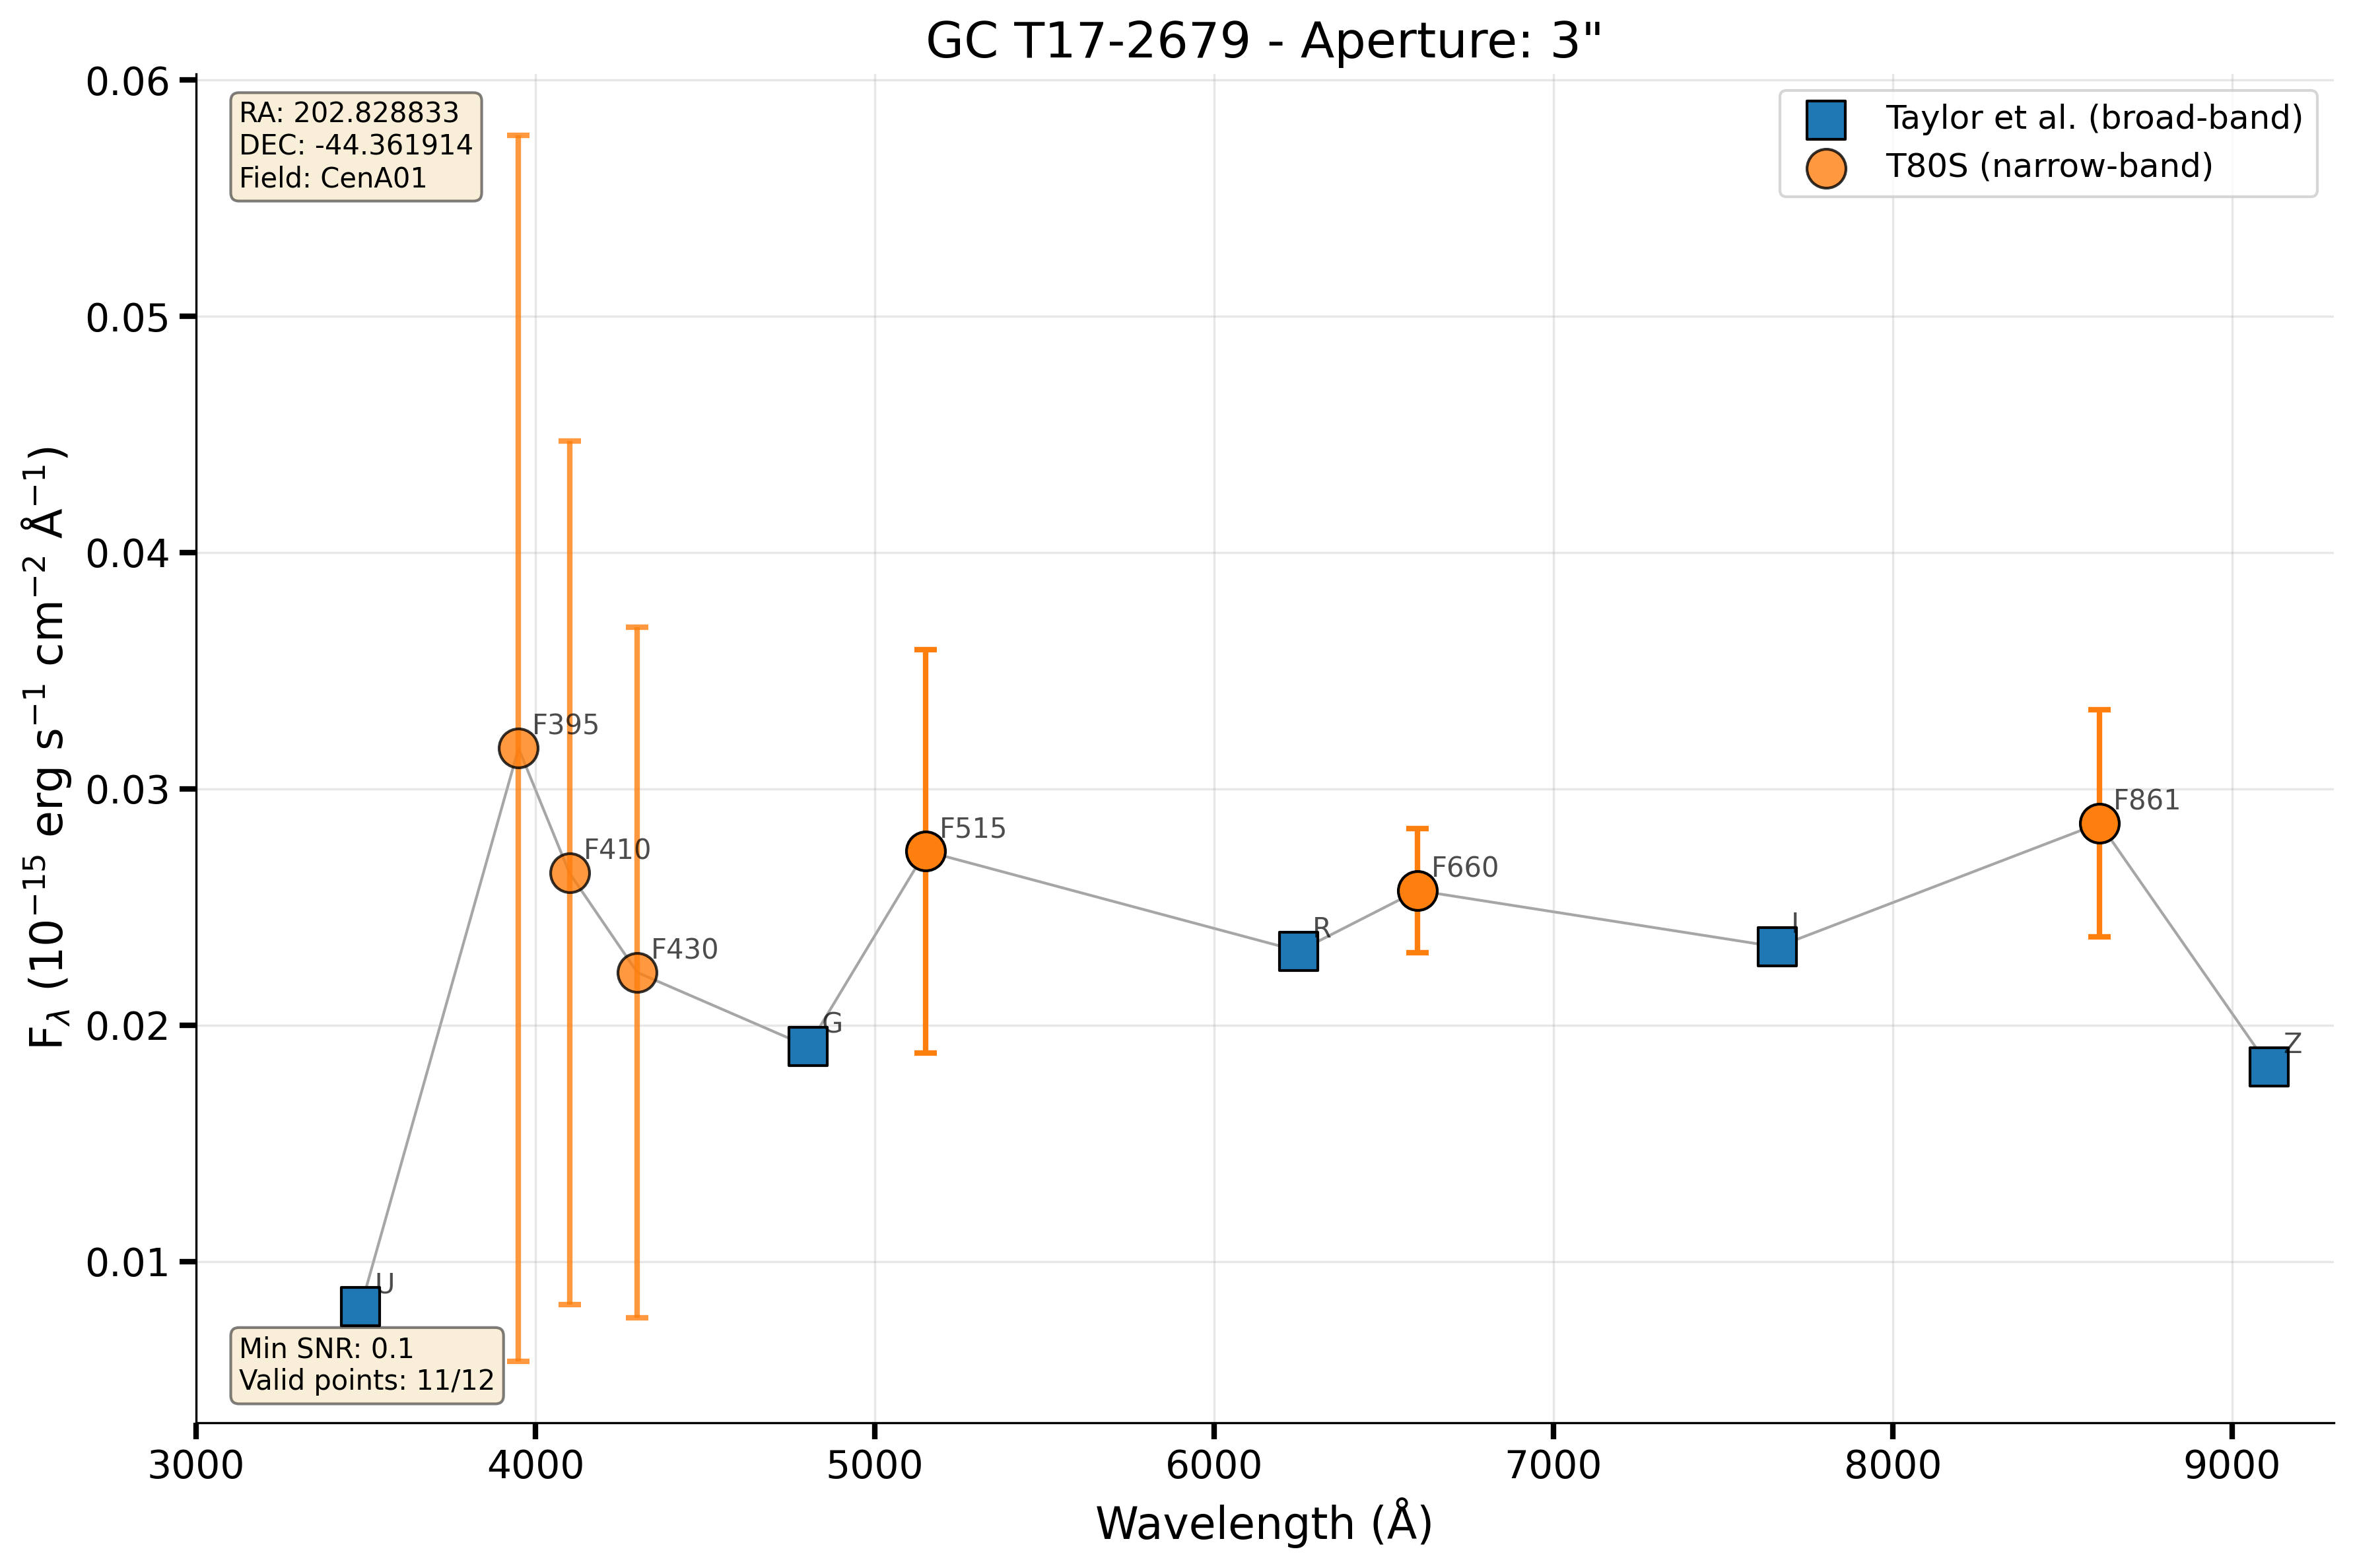 GC T17-2679 - Aperture: 3"
RA: 202.828833
DEC: -44.361914
Field: CenA01
Taylor et al. (broad-band)
T80S (narrow-band)
0.06
0.05
0.04
0.03
0.02
0.01
F_λ (10⁻¹⁵ erg s⁻¹ cm⁻² Å⁻¹)
U
F395
F410
F430
G
F515
R
F660
I
F861
Z
Min SNR: 0.1
Valid points: 11/12
3000 4000 5000 6000 7000 8000 9000
Wavelength (Å)